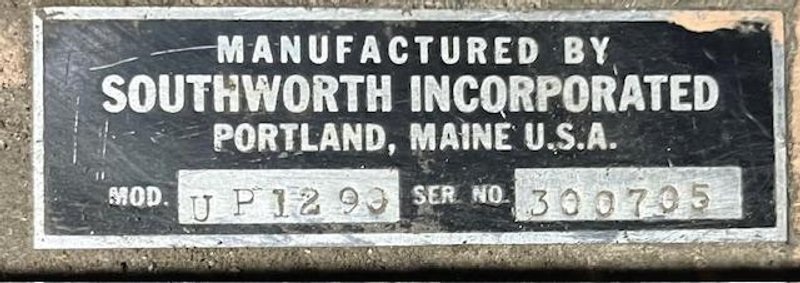 MANUFACTURED BY
SOUTHWORTH INCORPORATED
PORTLAND, MAINE U.S.A.
MOD. UP1290 SER NO. 300705